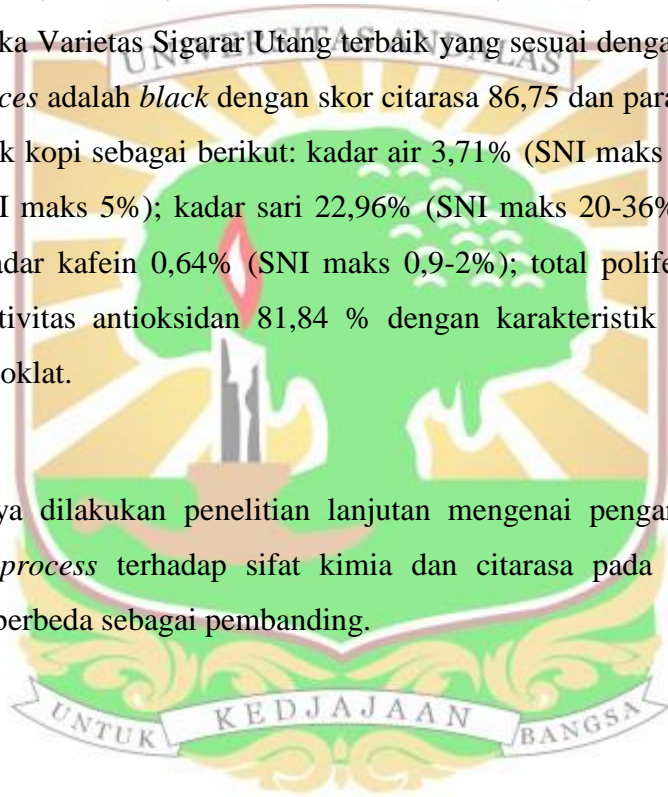 UNIVERSITAS ANDALAS
ka Varietas Sigarar Utang terbaik yang sesuai denga
ces adalah black dengan skor citarasa 86,75 dan para
k kopi sebagai berikut: kadar air 3,71% (SNI maks
I maks 5%); kadar sari 22,96% (SNI maks 20-36%
adar kafein 0,64% (SNI maks 0,9-2%); total polife
tivitas antioksidan 81,84 % dengan karakteristik
oklat.
ya dilakukan penelitian lanjutan mengenai pengar
process terhadap sifat kimia dan citarasa pada
berbeda sebagai pembanding.
UNTUK KEDJAJAAN BANGSA